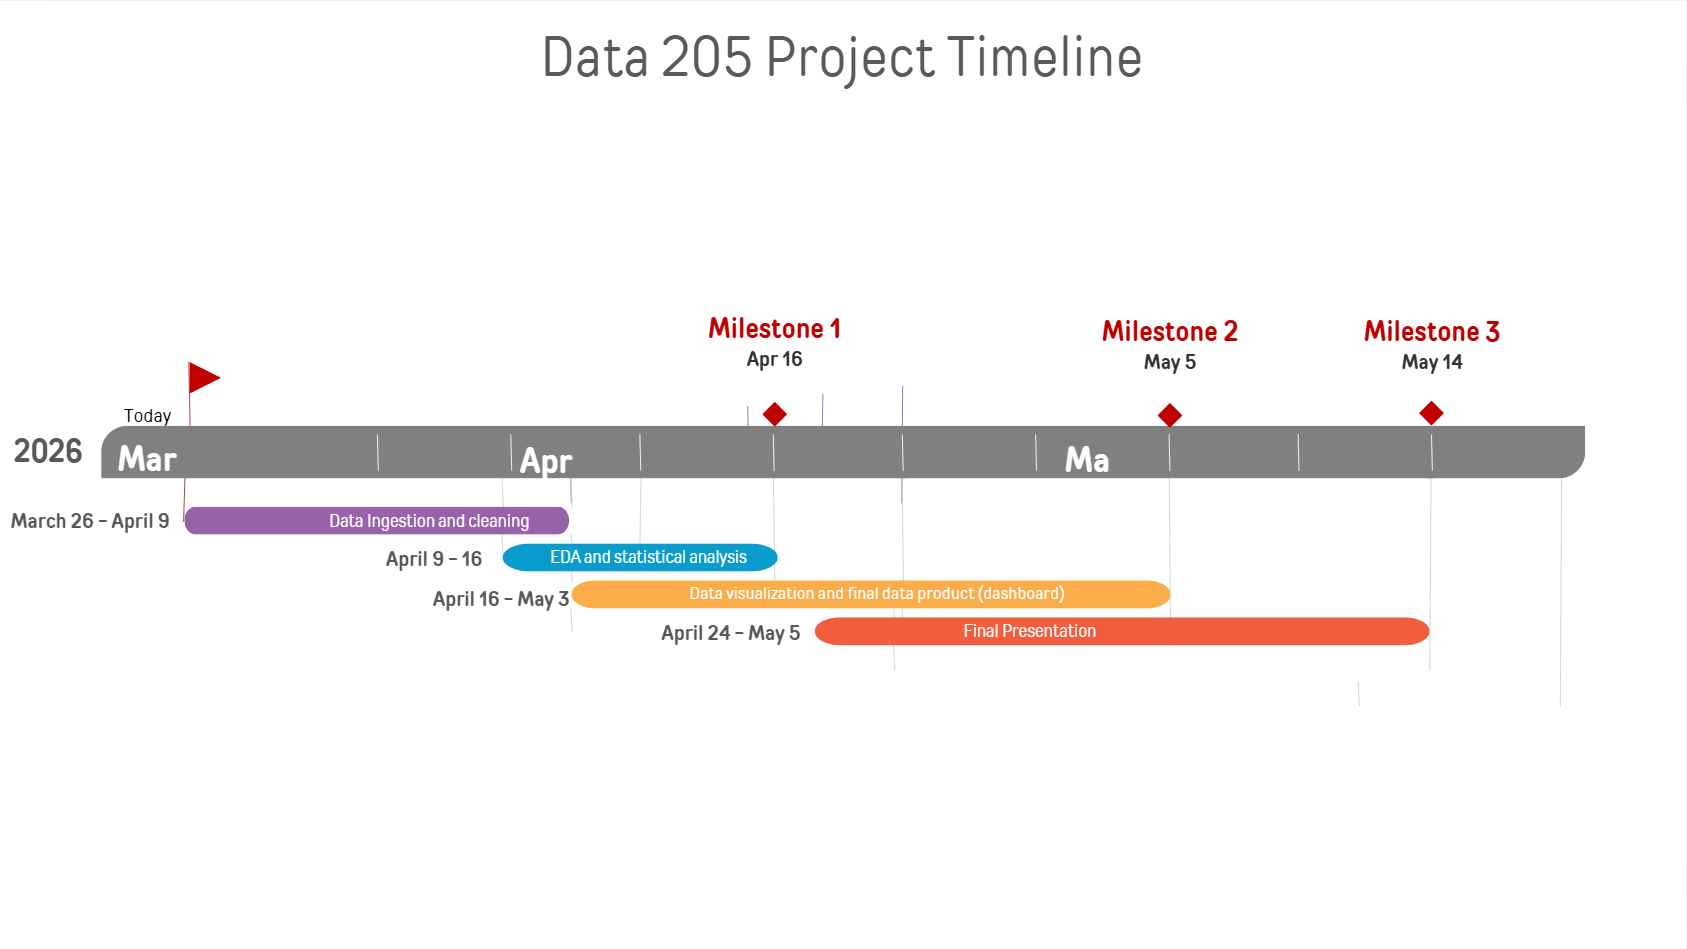 Data 205 Project Timeline
Milestone 1
Apr 16
Milestone 2
May 5
Milestone 3
May 14
Today
2026
Mar
Apr
Ma
March 26 - April 9
Data Ingestion and cleaning
April 9 - 16
EDA and statistical analysis
April 16 - May 3
Data visualization and final data product (dashboard)
April 24 - May 5
Final Presentation